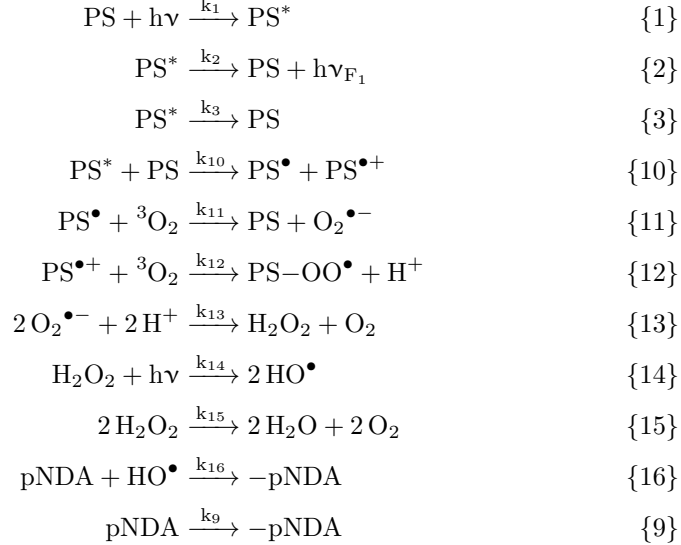 PS + hν k₁ → PS* {1}
PS* k₂ → PS + hν_F₁ {2}
PS* k₃ → PS {3}
PS* + PS k₁₀ → PS• + PS•⁺ {10}
PS• + ³O₂ k₁₁ → PS + O₂•⁻ {11}
PS•⁺ + ³O₂ k₁₂ → PS−OO• + H⁺ {12}
2 O₂•⁻ + 2 H⁺ k₁₃ → H₂O₂ + O₂ {13}
H₂O₂ + hν k₁₄ → 2 HO• {14}
2 H₂O₂ k₁₅ → 2 H₂O + 2 O₂ {15}
pNDA + HO• k₁₆ → −pNDA {16}
pNDA k₉ → −pNDA {9}